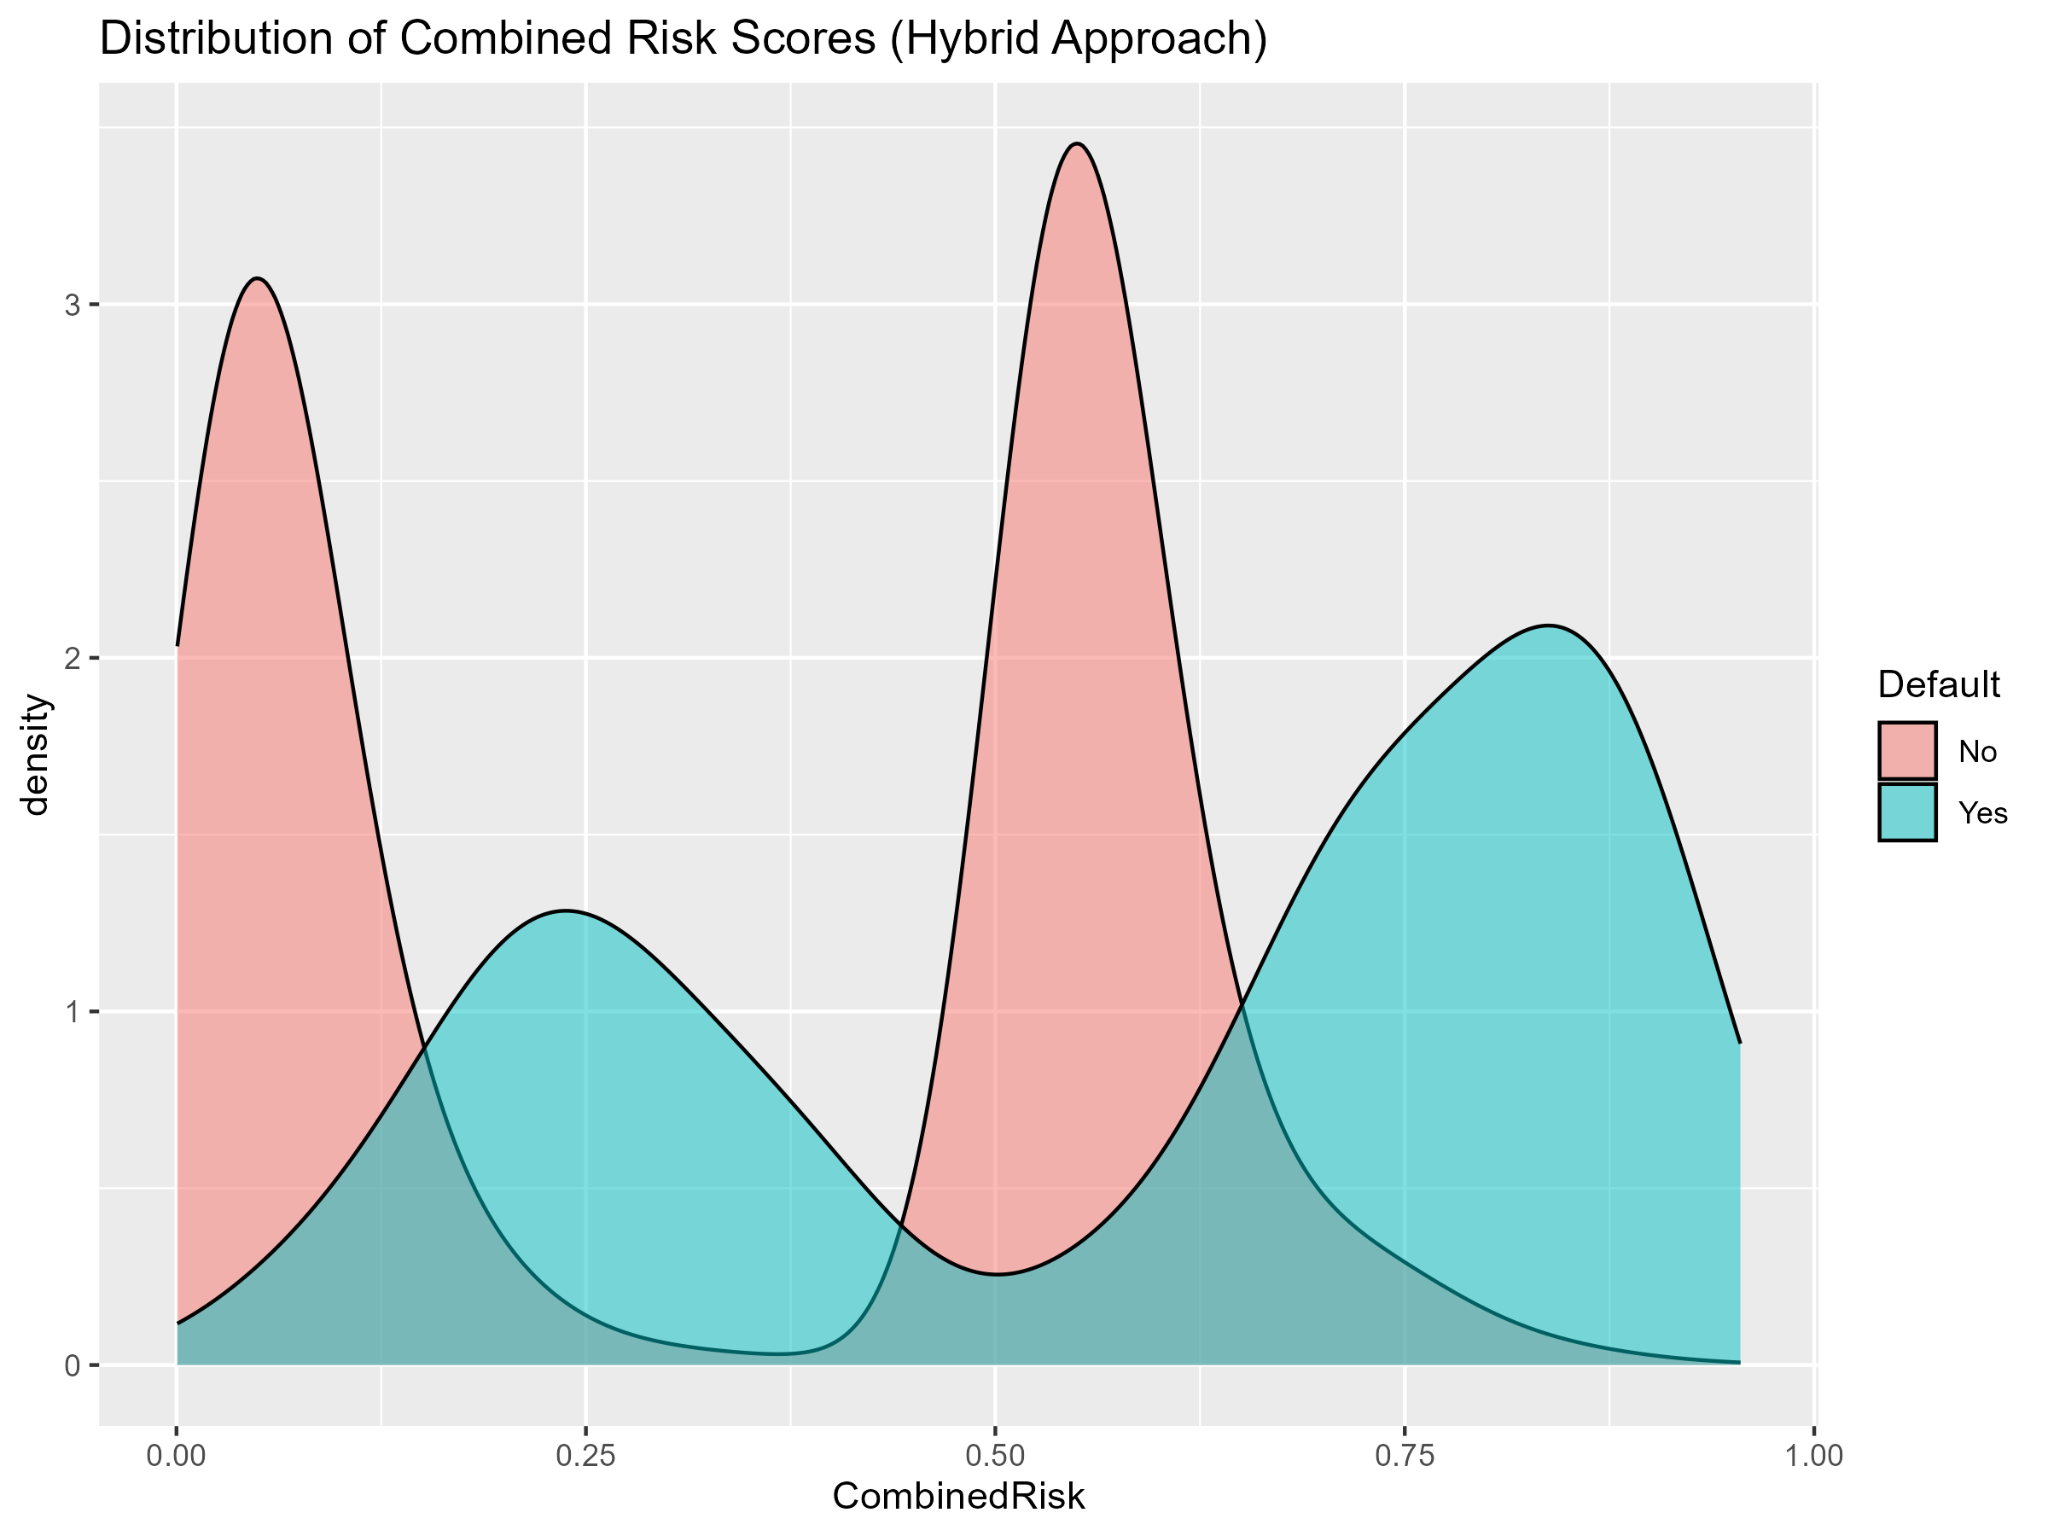 Distribution of Combined Risk Scores (Hybrid Approach)
3
2
1
0
density
0.00 0.25 0.50 0.75 1.00
CombinedRisk
Default
No
Yes